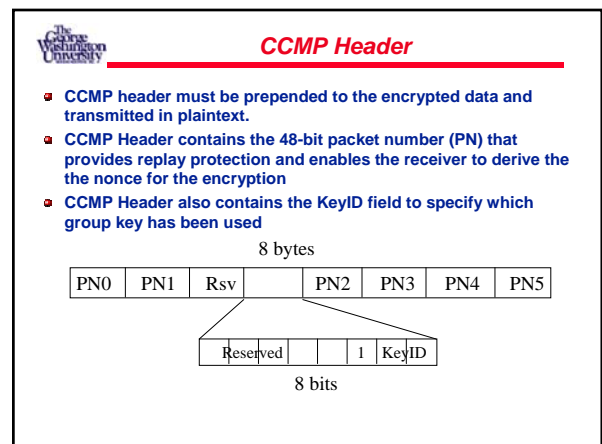 The
George
Washington
University
CCMP Header
CCMP header must be prepended to the encrypted data and
transmitted in plaintext.
CCMP Header contains the 48-bit packet number (PN) that
provides replay protection and enables the receiver to derive the
the nonce for the encryption
CCMP Header also contains the KeyID field to specify which
group key has been used
8 bytes
PN0 PN1 Rsv PN2 PN3 PN4 PN5
Reserved 1 KeyID
8 bits